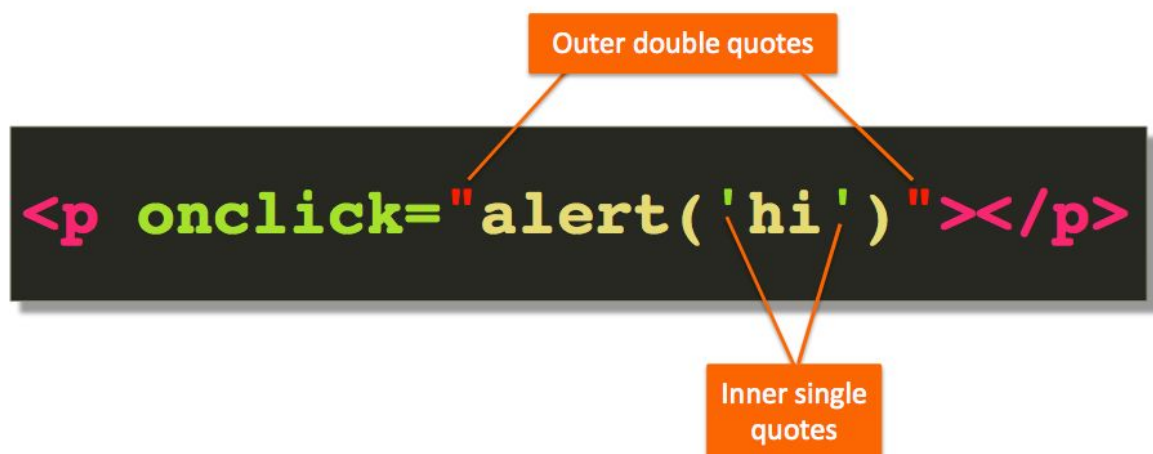 Outer double quotes
<p onclick="alert('hi')"></p>
Inner single
quotes